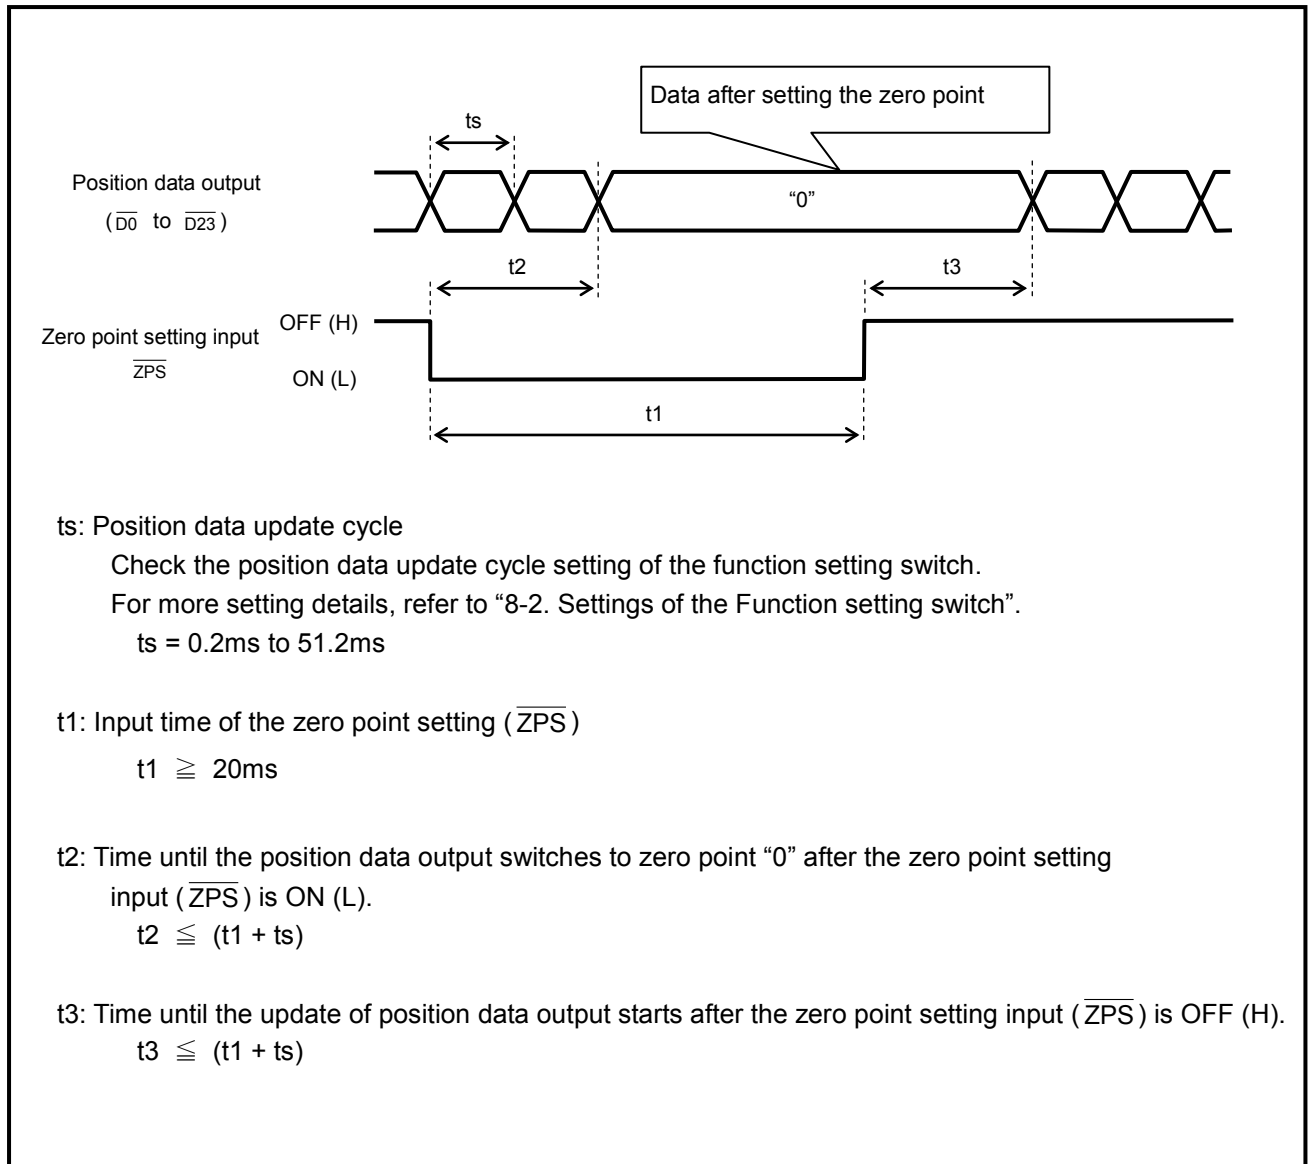 Data after setting the zero point
ts
Position data output
( D0 to D23 )
“0”
t2
t3
Zero point setting input
ZPS
OFF (H)
ON (L)
t1
ts: Position data update cycle
Check the position data update cycle setting of the function setting switch.
For more setting details, refer to “8-2. Settings of the Function setting switch”.
ts = 0.2ms to 51.2ms
t1: Input time of the zero point setting ( ZPS )
t1 ≧ 20ms
t2: Time until the position data output switches to zero point “0” after the zero point setting
input ( ZPS ) is ON (L).
t2 ≦ (t1 + ts)
t3: Time until the update of position data output starts after the zero point setting input ( ZPS ) is OFF (H).
t3 ≦ (t1 + ts)